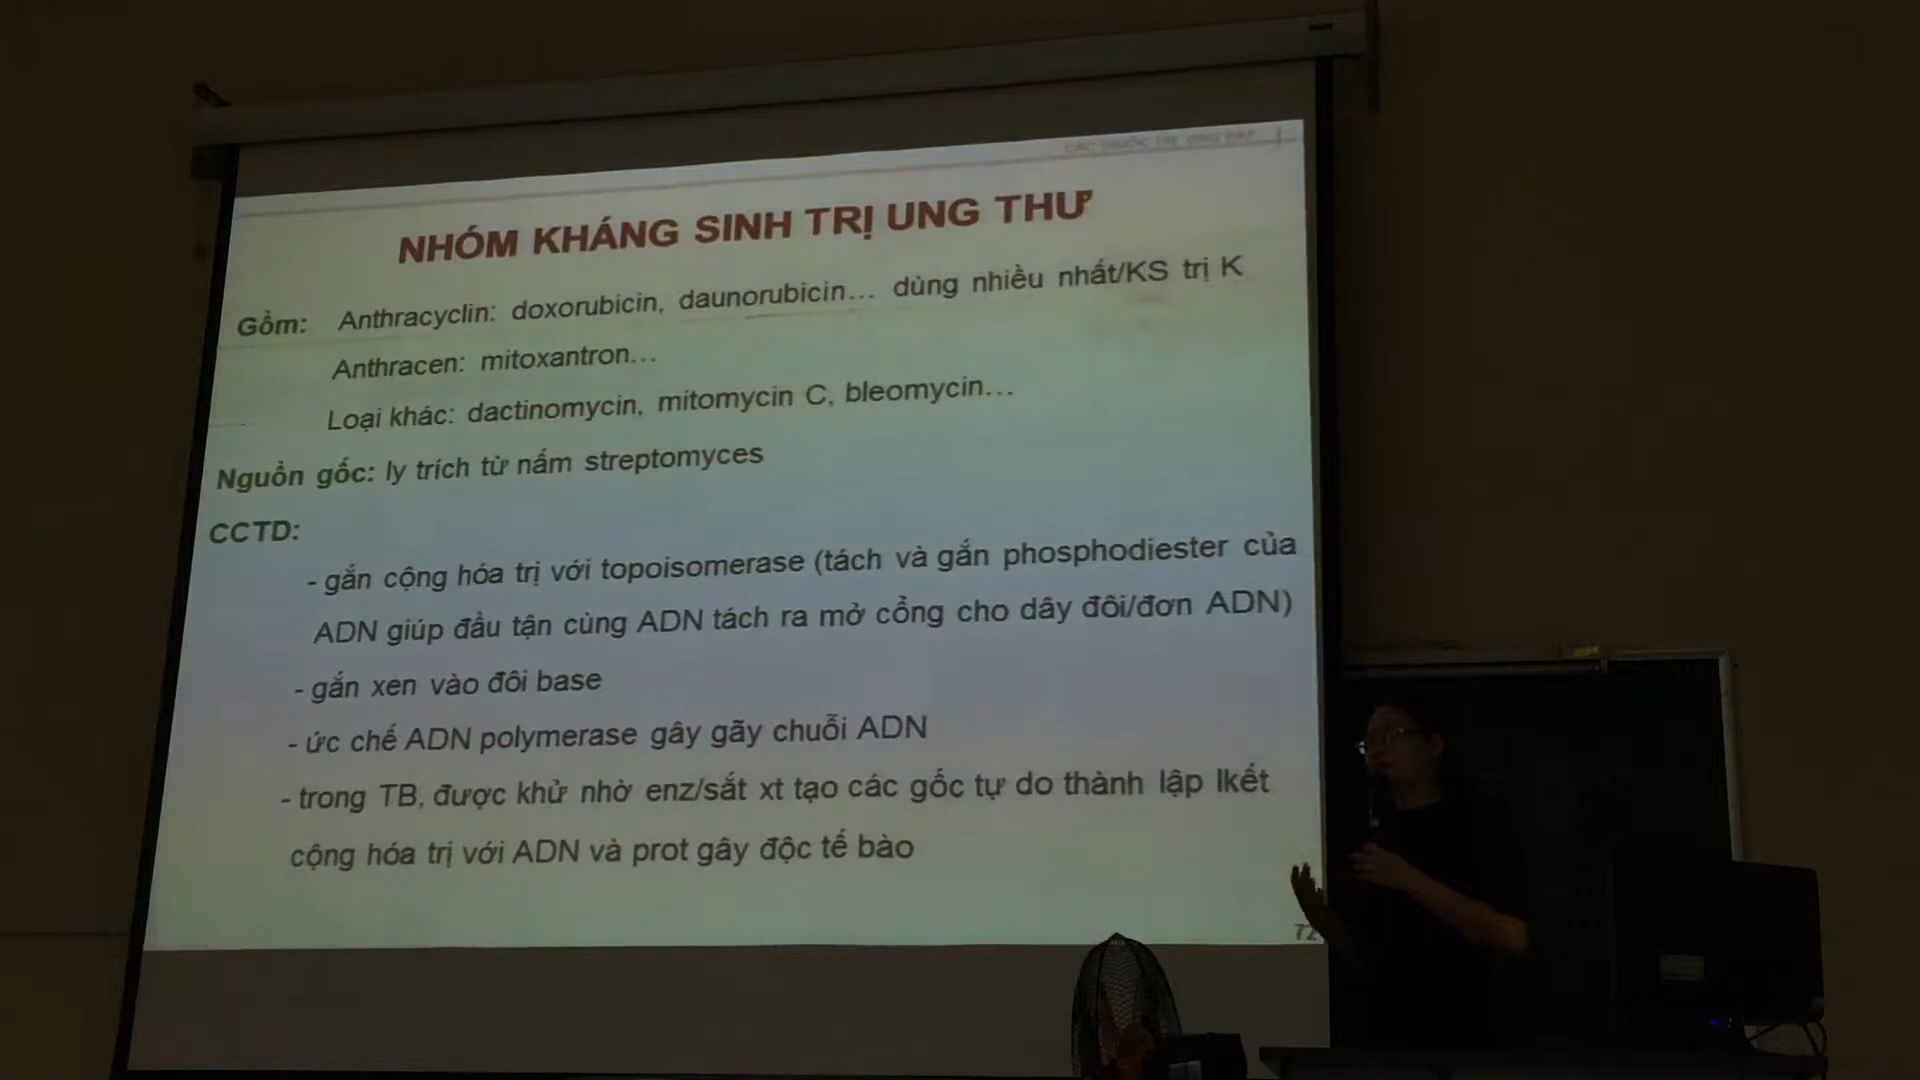 CÁC THUỐC TRỊ UNG THƯ
NHÓM KHÁNG SINH TRỊ UNG THƯ
Gồm: Anthracyclin: doxorubicin, daunorubicin... dùng nhiều nhất/KS trị K
Anthracen: mitoxantron...
Loại khác: dactinomycin, mitomycin C, bleomycin...
Nguồn gốc: ly trích từ nấm streptomyces
CCTD:
- gắn cộng hóa trị với topoisomerase (tách và gắn phosphodiester của
ADN giúp đầu tận cùng ADN tách ra mở cổng cho dây đôi/đơn ADN)
- gắn xen vào đôi base
- ức chế ADN polymerase gây gãy chuỗi ADN
- trong TB, được khử nhờ enz/sắt xt tạo các gốc tự do thành lập lkết
cộng hóa trị với ADN và prot gây độc tế bào
72